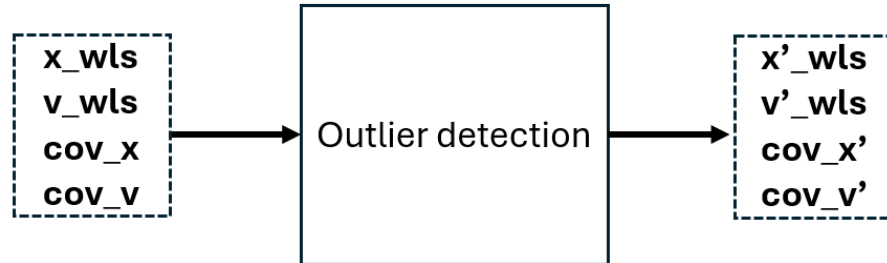 x_wls
v_wls
cov_x
cov_v
Outlier detection
x’_wls
v’_wls
cov_x’
cov_v’